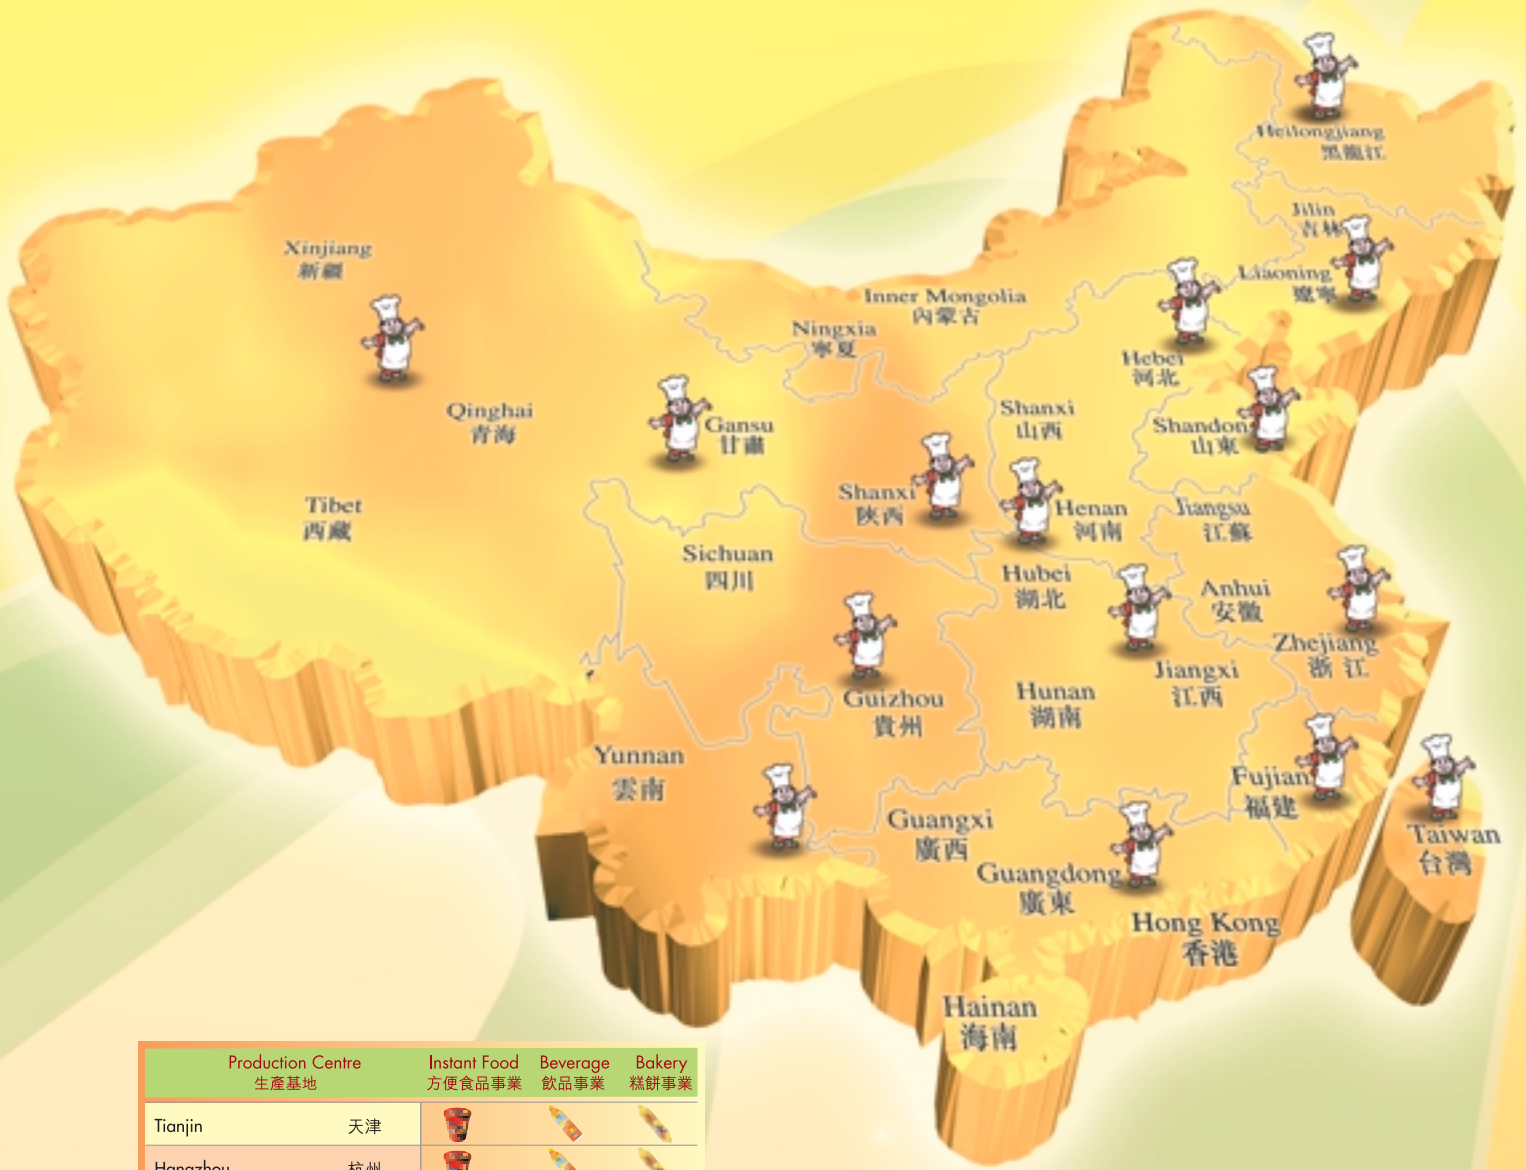 Heilongjiang
黑龍江
Jilin
吉林
Xinjiang
新疆
Liaoning
遼寧
Inner Mongolia
內蒙古
Ningxia
寧夏
Hebei
河北
Qinghai
青海
Gansu
甘肅
Shanxi
山西
Shandon
山東
Tibet
西藏
Shanxi
陝西
Henan
河南
Jiangsu
江蘇
Sichuan
四川
Hubei
湖北
Anhui
安徽
Zhejiang
浙江
Jiangxi
江西
Guizhou
貴州
Hunan
湖南
Yunnan
雲南
Fujian
福建
Guangxi
廣西
Taiwan
台灣
Guangdong
廣東
Hong Kong
香港
Hainan
海南
Production Centre Instant Food Beverage Bakery
生產基地 方便食品事業 飲品事業 糕餅事業
Tianjin 天津
Hangzhou 杭州